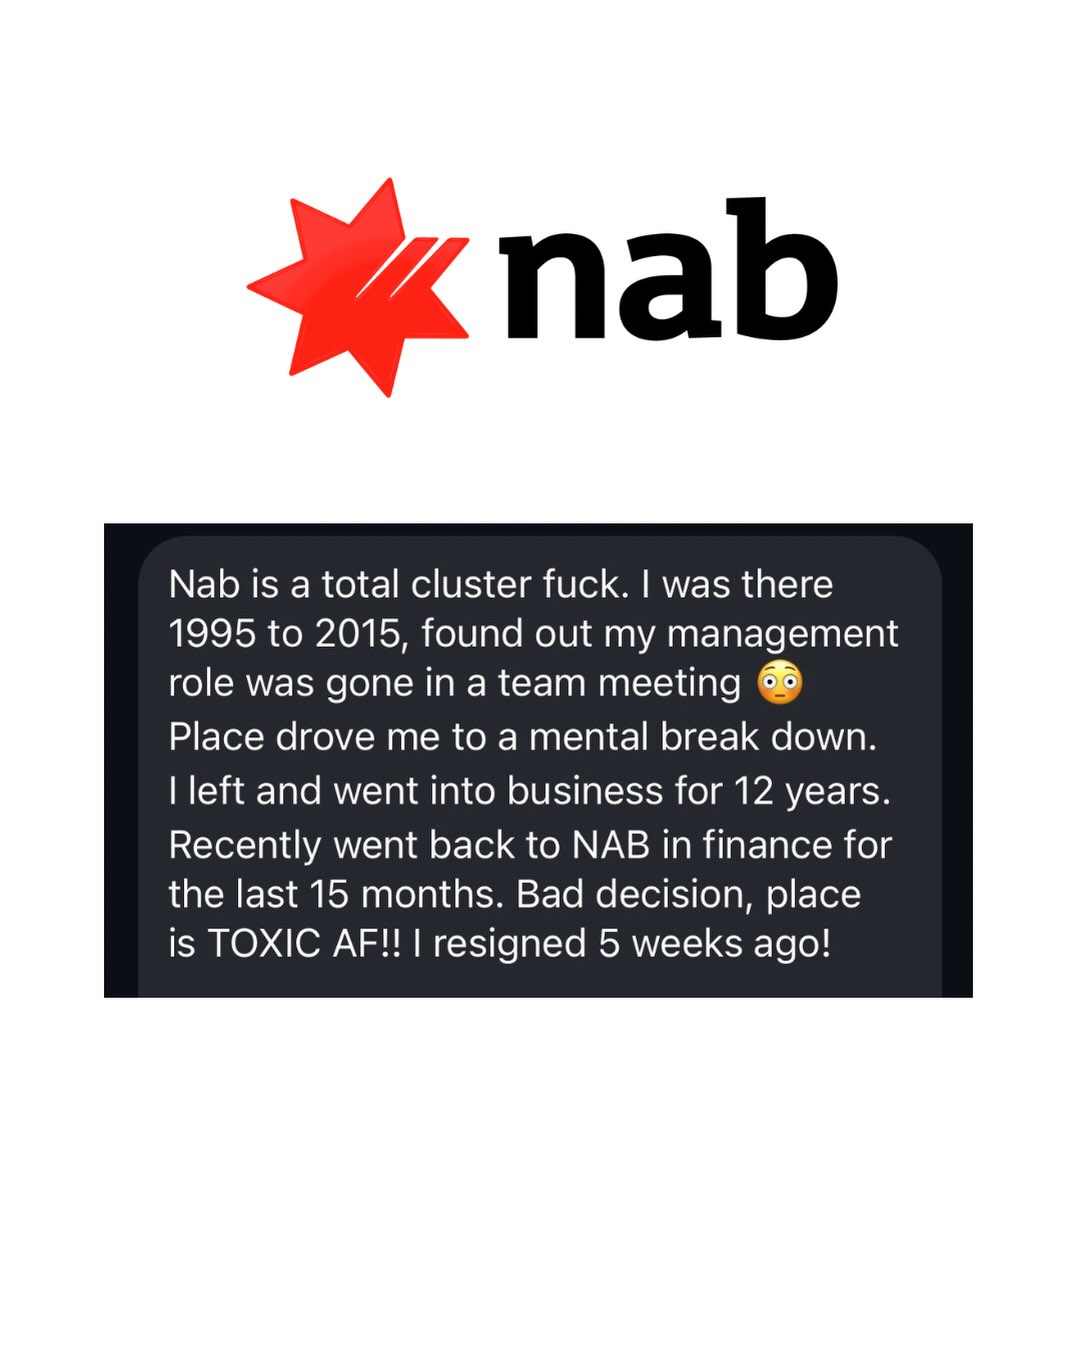 nab
Nab is a total cluster fuck. I was there
1995 to 2015, found out my management
role was gone in a team meeting 😳
Place drove me to a mental break down.
I left and went into business for 12 years.
Recently went back to NAB in finance for
the last 15 months. Bad decision, place
is TOXIC AF!! I resigned 5 weeks ago!